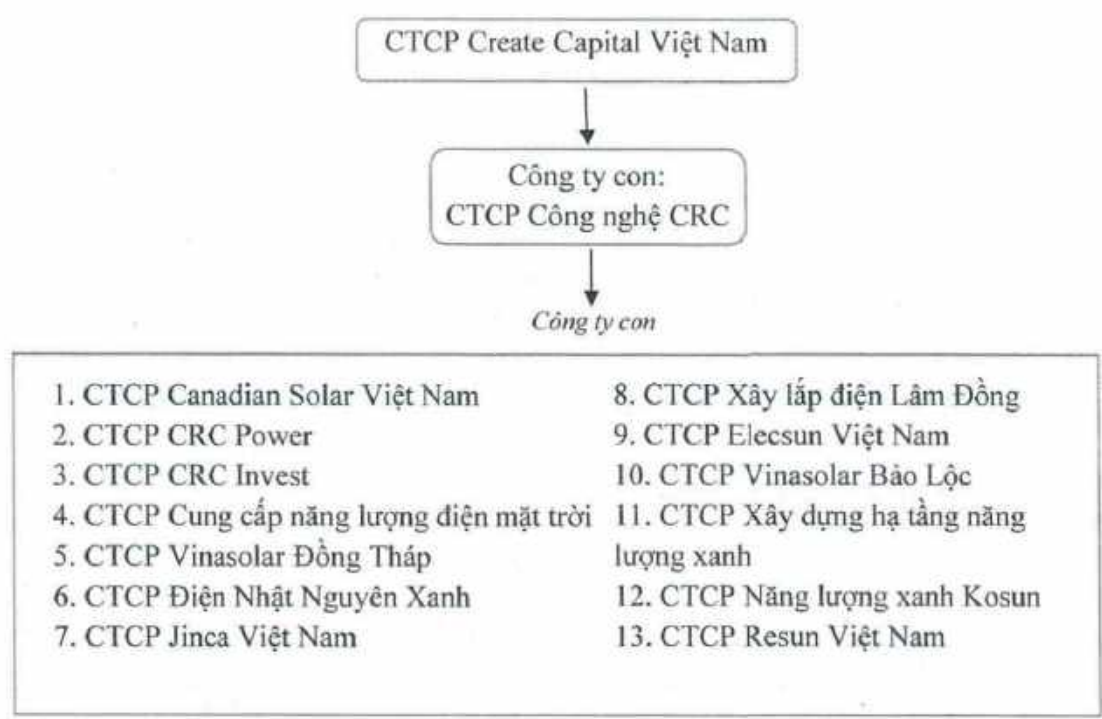 CTCP Create Capital Việt Nam
Công ty con:
CTCP Công nghệ CRC
Công ty con
1. CTCP Canadian Solar Việt Nam
2. CTCP CRC Power
3. CTCP CRC Invest
4. CTCP Cung cấp năng lượng điện mặt trời
5. CTCP Vinasolar Đồng Tháp
6. CTCP Điện Nhật Nguyên Xanh
7. CTCP Jinca Việt Nam
8. CTCP Xây lắp điện Lâm Đồng
9. CTCP Elecsun Việt Nam
10. CTCP Vinasolar Bảo Lộc
11. CTCP Xây dựng hạ tầng năng
lượng xanh
12. CTCP Năng lượng xanh Kosun
13. CTCP Resun Việt Nam